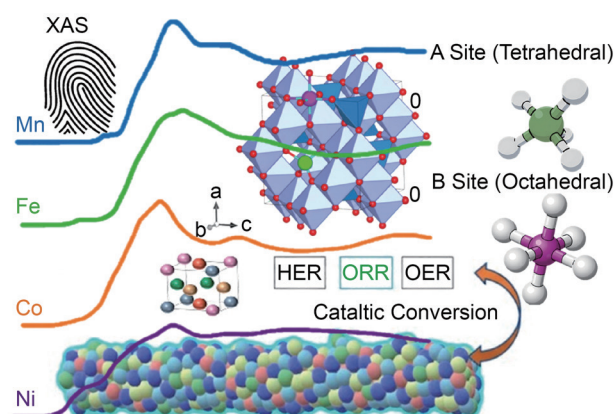 XAS
A Site (Tetrahedral)
Mn
0
B Site (Octahedral)
0
Fe
a
b
c
Co
HER
ORR
OER
Cataltic Conversion
Ni